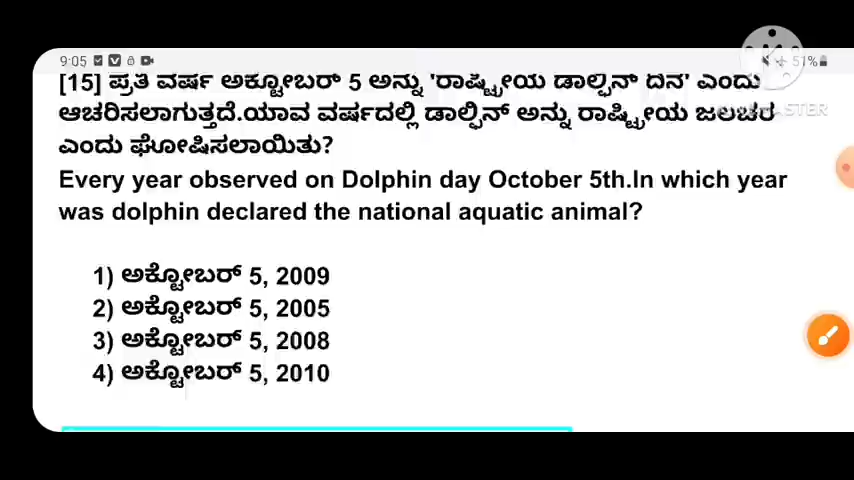 9:05
51%
[15] ಪ್ರತಿ ವರ್ಷ ಅಕ್ಟೋಬರ್ 5 ಅನ್ನು 'ರಾಷ್ಟ್ರೀಯ ಡಾಲ್ಫಿನ್ ದಿನ' ಎಂದು
ಆಚರಿಸಲಾಗುತ್ತದೆ.ಯಾವ ವರ್ಷದಲ್ಲಿ ಡಾಲ್ಫಿನ್ ಅನ್ನು ರಾಷ್ಟ್ರೀಯ ಜಲಚರ
ಎಂದು ಘೋಷಿಸಲಾಯಿತು?
Every year observed on Dolphin day October 5th.In which year
was dolphin declared the national aquatic animal?
1) ಅಕ್ಟೋಬರ್ 5, 2009
2) ಅಕ್ಟೋಬರ್ 5, 2005
3) ಅಕ್ಟೋಬರ್ 5, 2008
4) ಅಕ್ಟೋಬರ್ 5, 2010